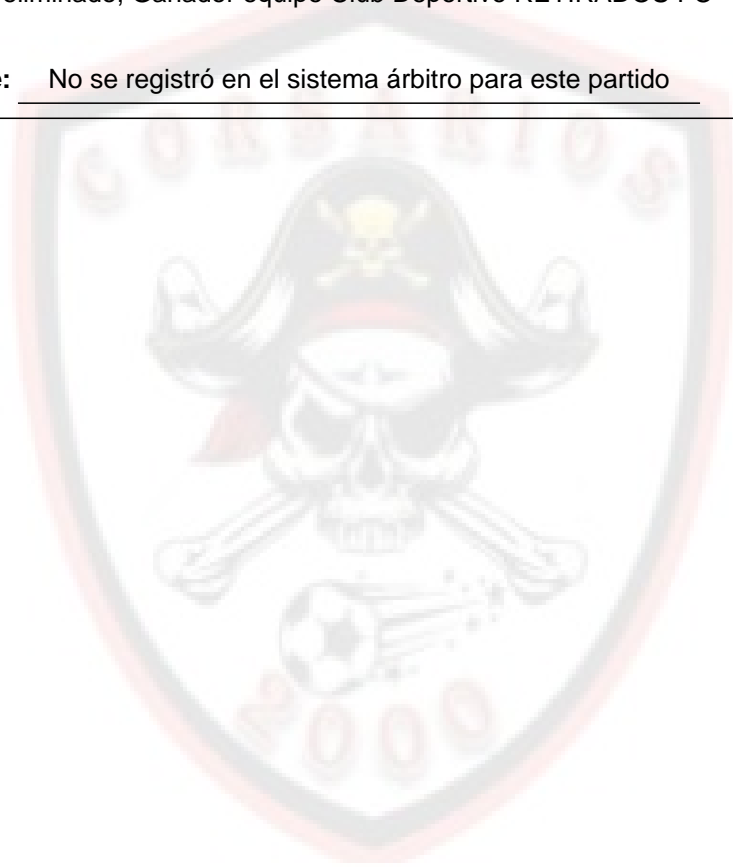 eliminado, Ganador equipo Club Deportivo
: No se registró en el sistema árbitro para este partido
CORSARIOS
2000